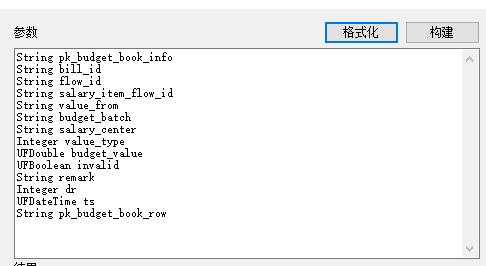 参数
格式化
构建
String pk_budget_book_info
String bill_id
String flow_id
String salary_item_flow_id
String value_from
String budget_batch
String salary_center
Integer value_type
UFDouble budget_value
UFBoolean invalid
String remark
Integer dr
UFDateTime ts
String pk_budget_book_row